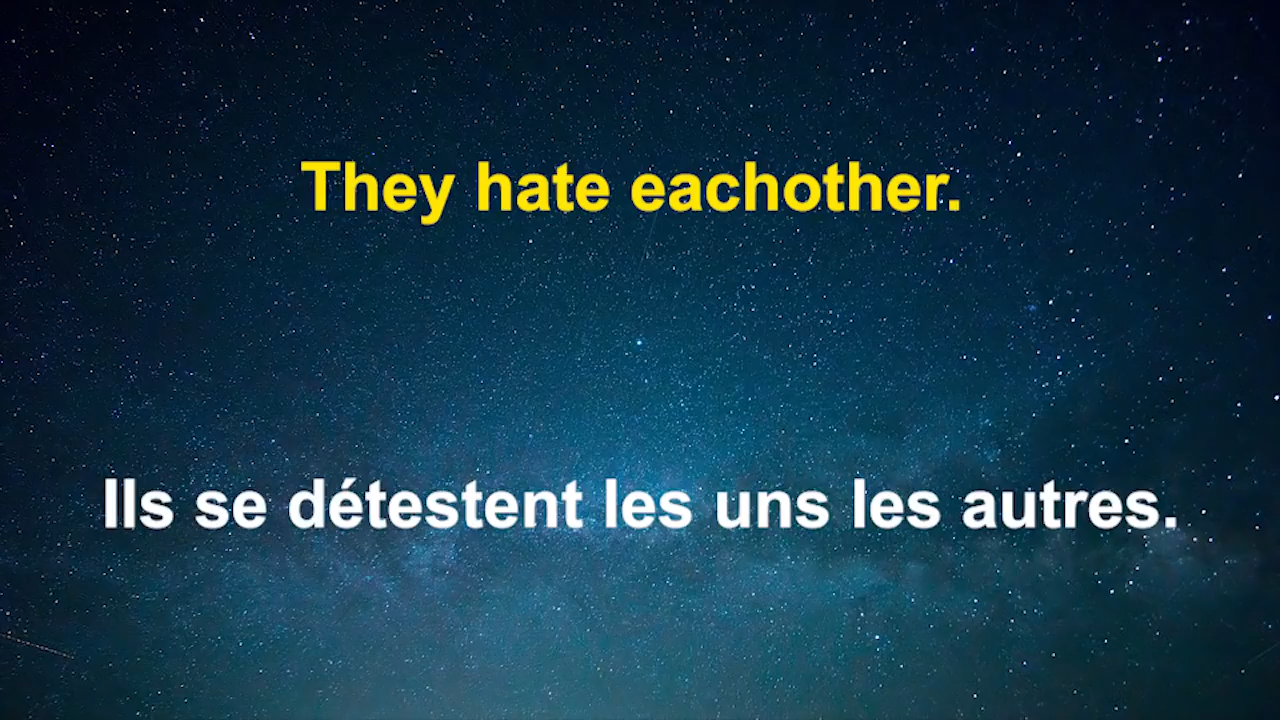 They hate eachother.
Ils se détestent les uns les autres.